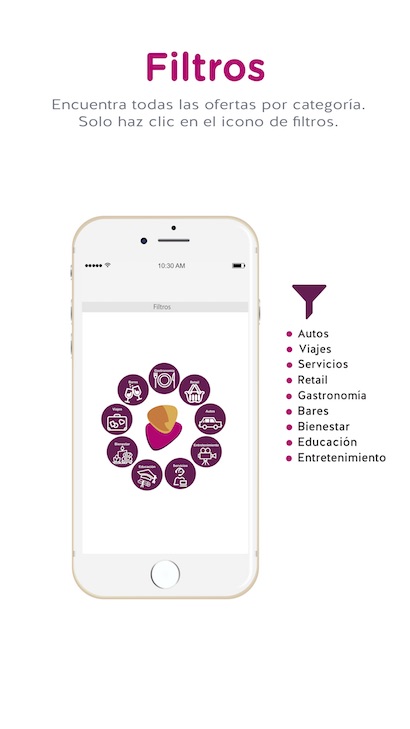 Filtros
Encuentra todas las ofertas por categoría.
Solo haz clic en el icono de filtros.
10:30 AM
Filtros
Gastronomía
Bares
Retail
Viajes
Autos
Bienestar
Entretenimiento
Educación
Servicios
Autos
Viajes
Servicios
Retail
Gastronomia
Bares
Bienestar
Educación
Entretenimiento